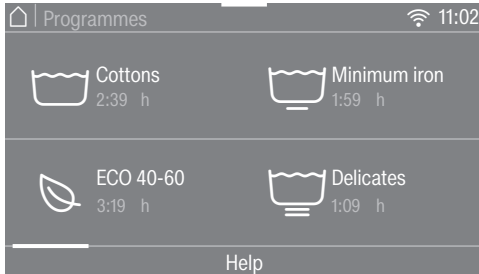 Programmes 11:02
Cottons
2:39 h
Minimum iron
1:59 h
ECO 40-60
3:19 h
Delicates
1:09 h
Help